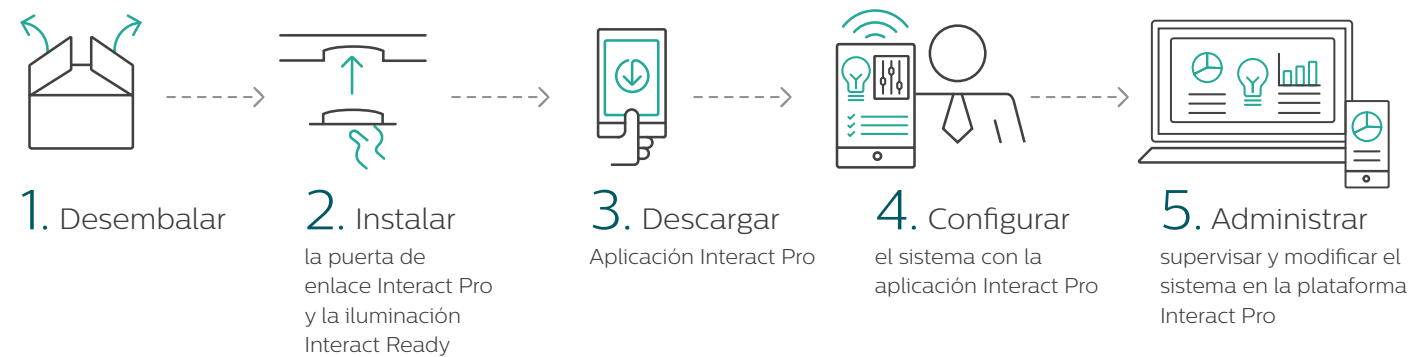 1. Desembalar
2. Instalar
la puerta de
enlace Interact Pro
y la iluminación
Interact Ready
3. Descargar
Aplicación Interact Pro
4. Configurar
el sistema con la
aplicación Interact Pro
5. Administrar
supervisar y modificar el
sistema en la plataforma
Interact Pro